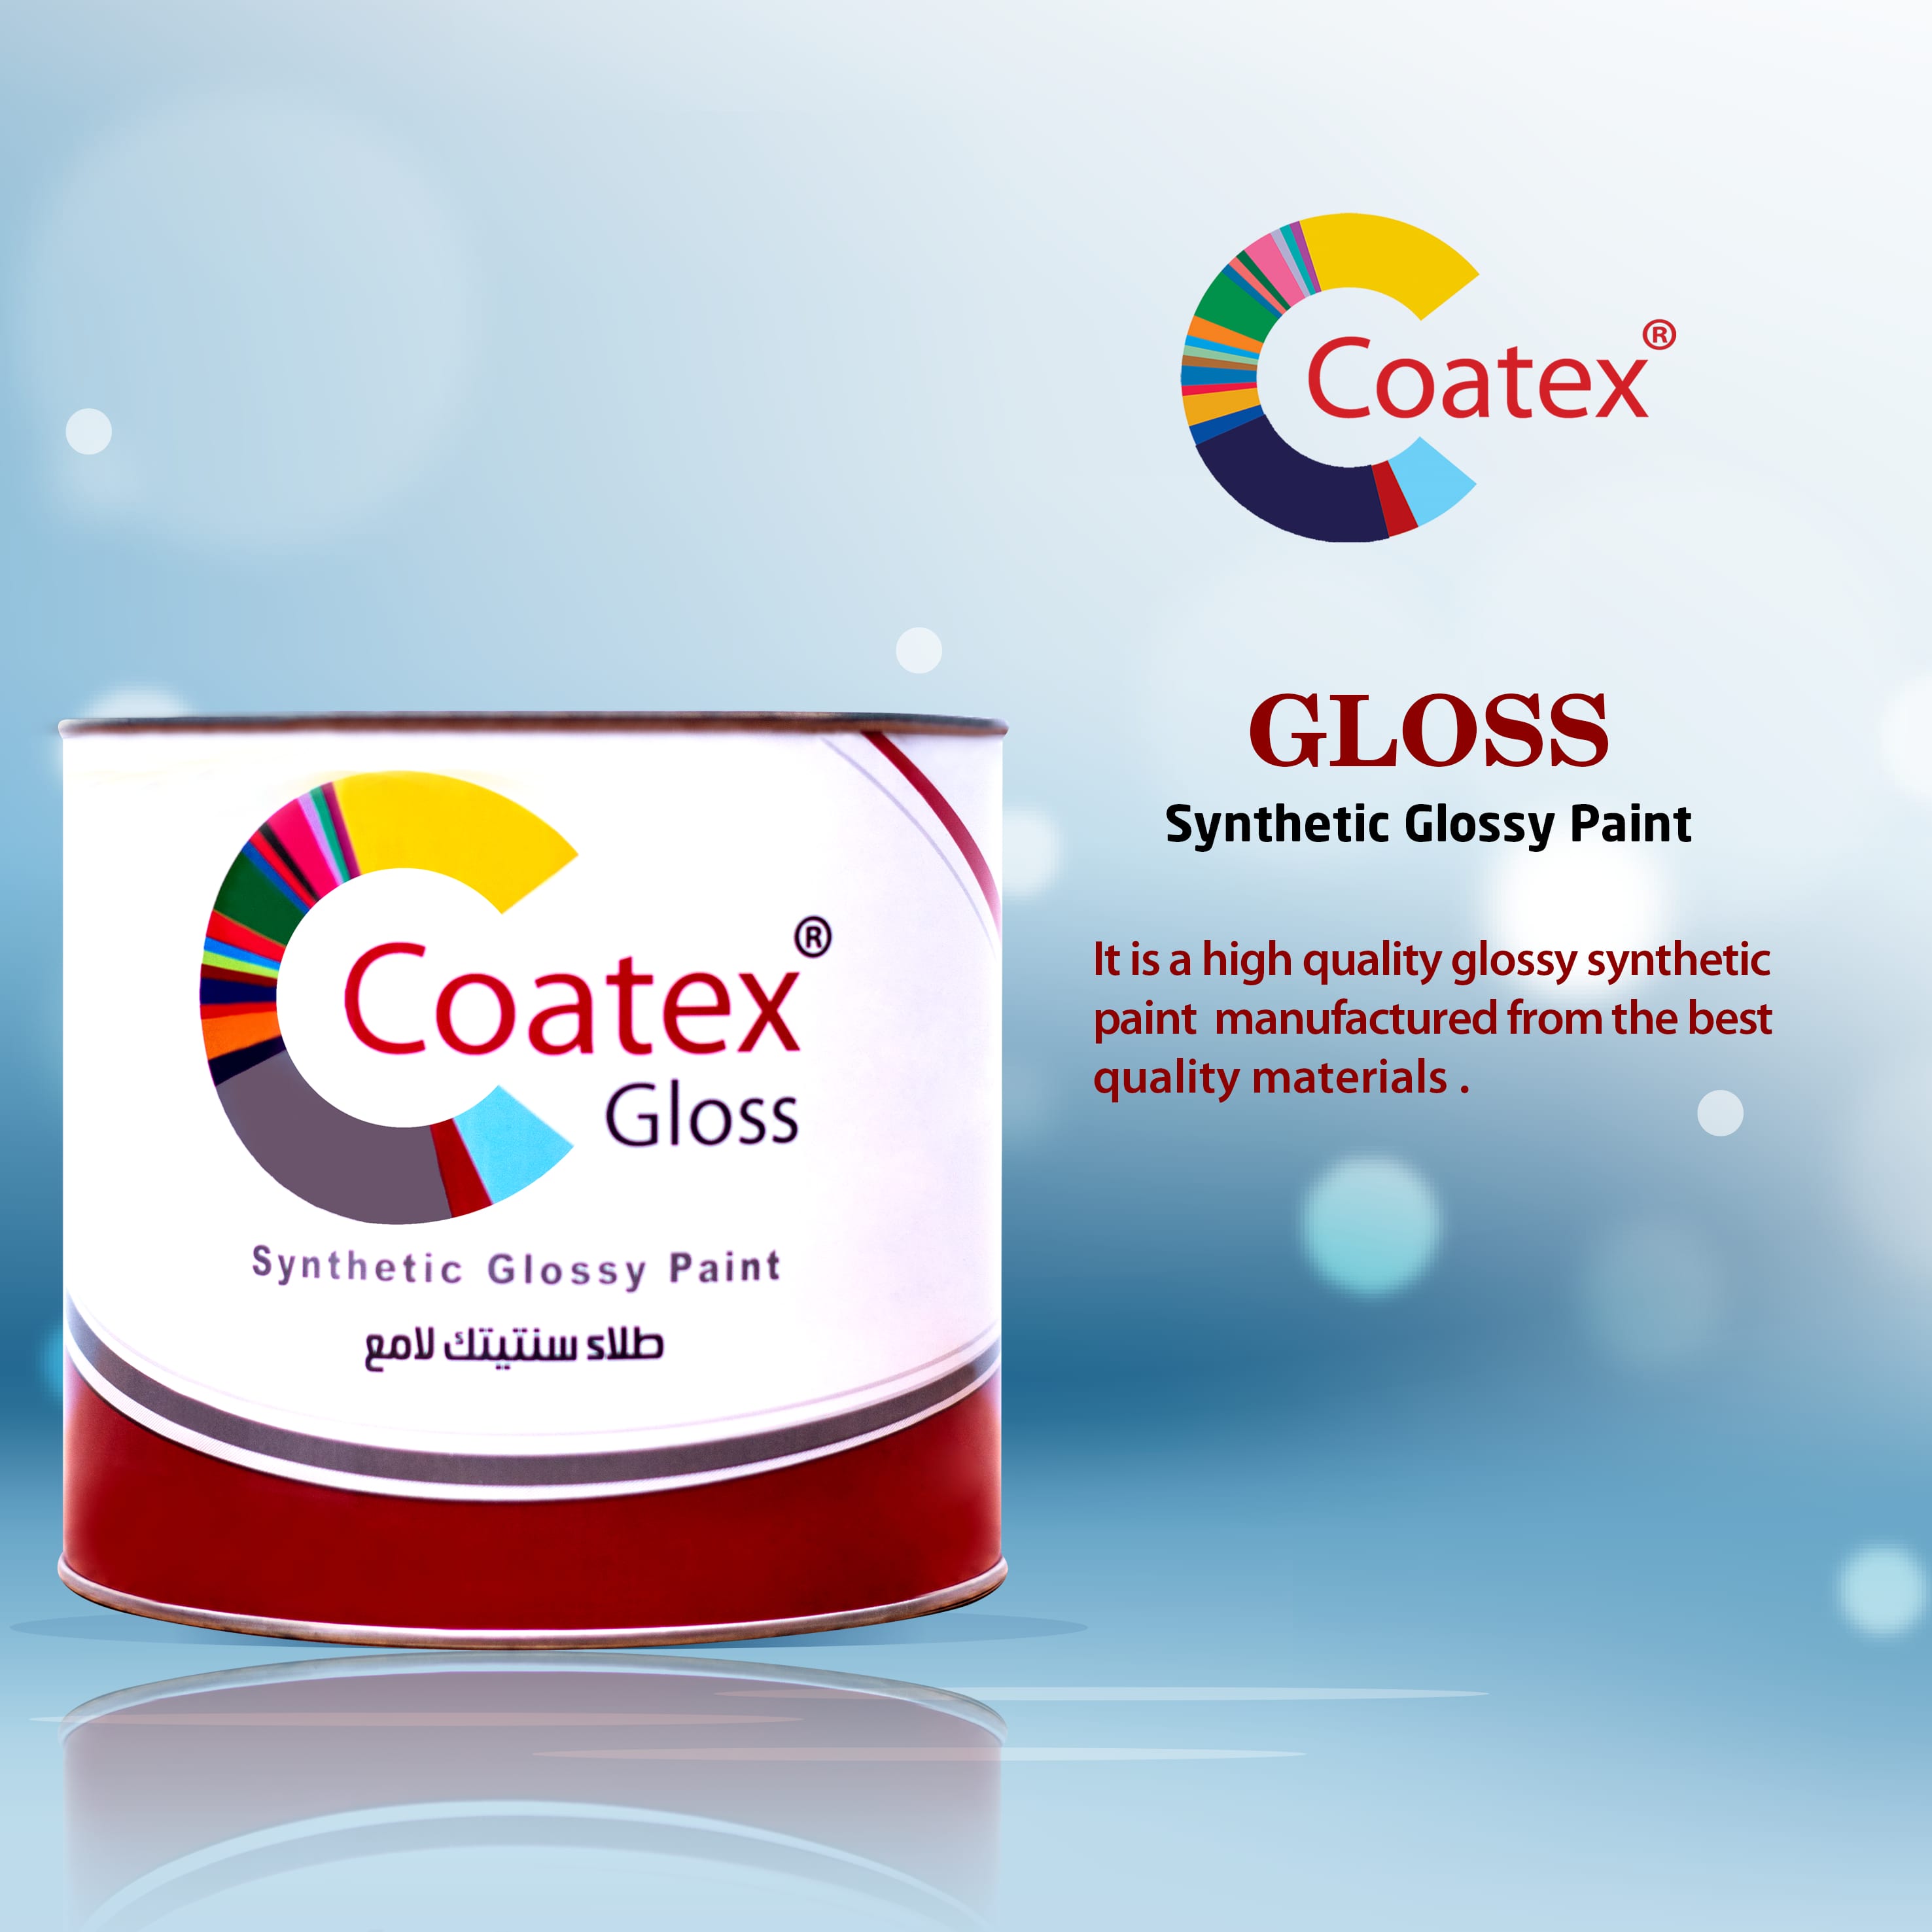 Coatex®
GLOSS
Synthetic Glossy Paint
It is a high quality glossy synthetic
paint manufactured from the best
quality materials .
Coatex®
Gloss
Synthetic Glossy Paint
طلاء سنتيتك لامع